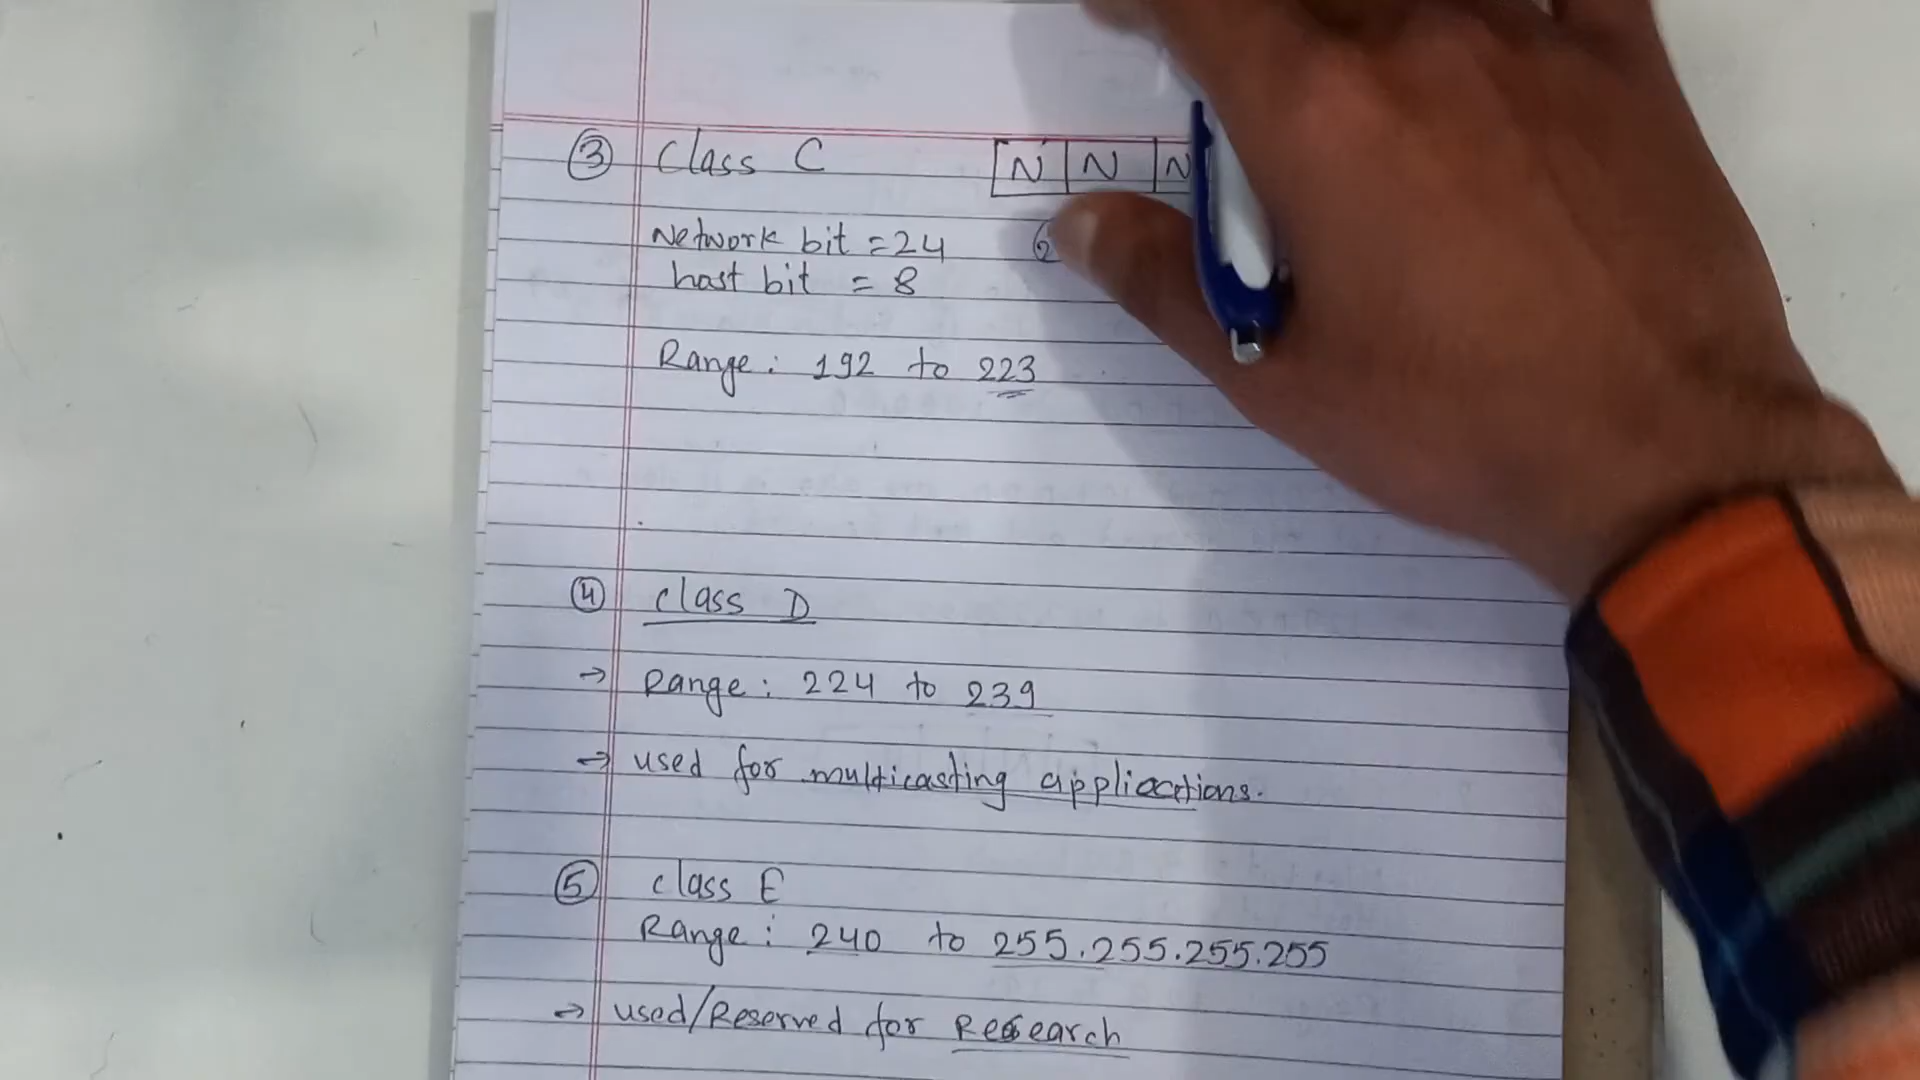 ③ Class C N N N
Network bit = 24
host bit = 8
Range: 192 to 223
④ class D
→ Range: 224 to 239
→ used for multicasting applications.
⑤ class E
Range: 240 to 255.255.255.255
→ used/Reserved for Research